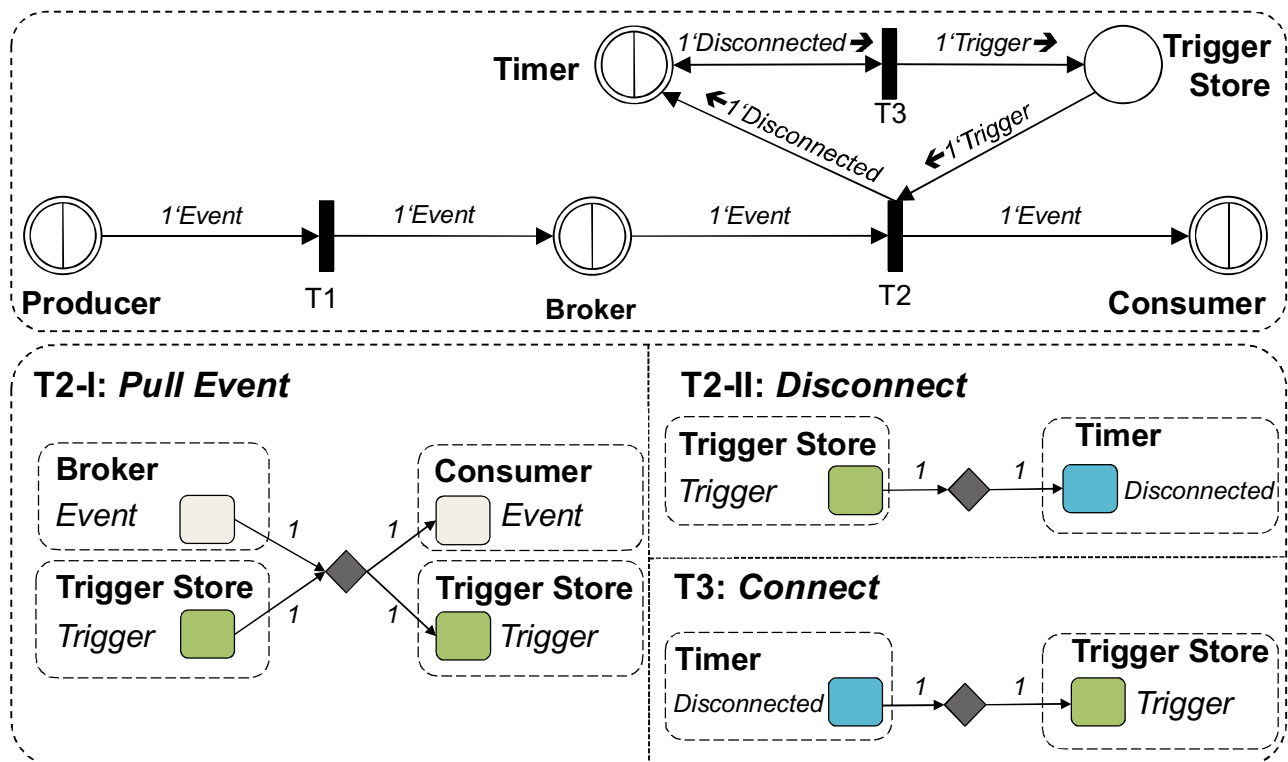 1‘Disconnected🡪
1‘Trigger🡪
Timer
Trigger
Store
T3
🡨1‘Disconnected
🡨1‘Trigger
1‘Event
1‘Event
1‘Event
1‘Event
Producer
T1
Broker
T2
Consumer
T2-I: Pull Event
Broker
Event
1
1
Consumer
Event
Trigger Store
Trigger
1
1
Trigger Store
Trigger
T2-II: Disconnect
Trigger Store
Trigger
1
1
Timer
Disconnected
T3: Connect
Timer
Disconnected
1
1
Trigger Store
Trigger